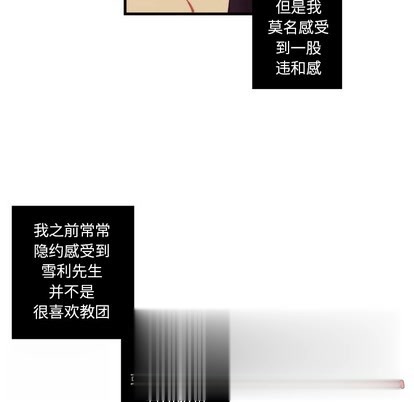 但是我
莫名感受
到一股
违和感
我之前常常
隐约感受到
雪利先生
并不是
很喜欢教团